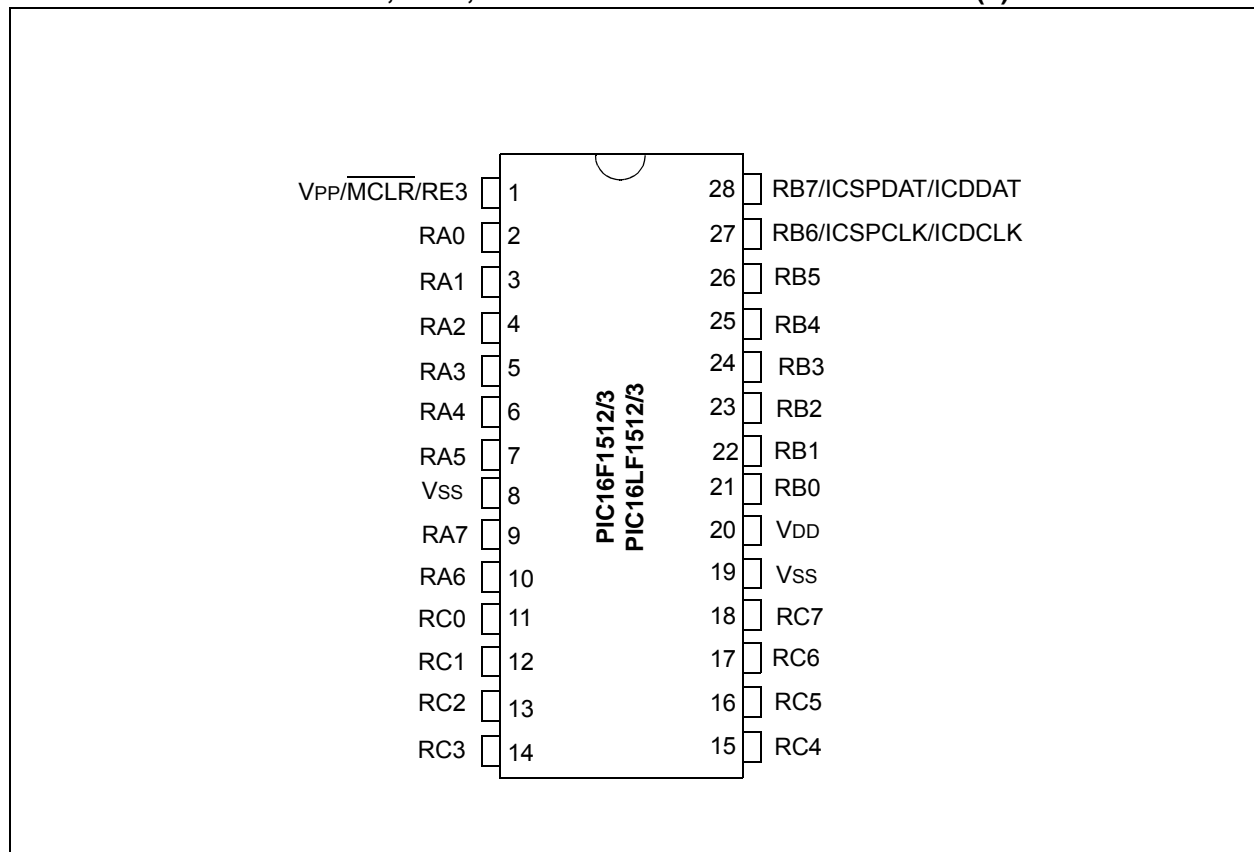 VPP/MCLR/RE3 1
RA0 2
RA1 3
RA2 4
RA3 5
RA4 6
RA5 7
VSS 8
RA7 9
RA6 10
RC0 11
RC1 12
RC2 13
RC3 14
PIC16F1512/3
PIC16LF1512/3
28 RB7/ICSPDAT/ICDDAT
27 RB6/ICSPCLK/ICDCLK
26 RB5
25 RB4
24 RB3
23 RB2
22 RB1
21 RB0
20 VDD
19 VSS
18 RC7
17 RC6
16 RC5
15 RC4